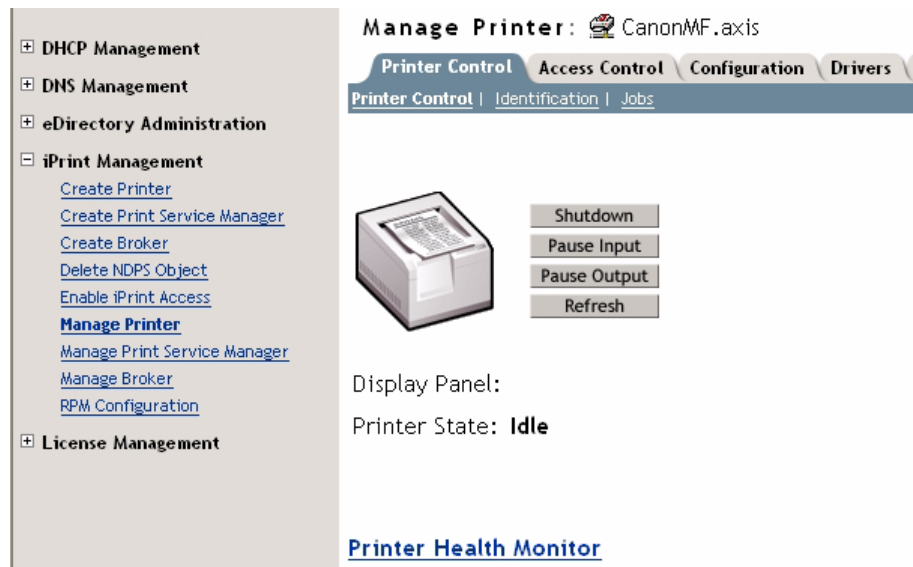 DHCP Management
DNS Management
eDirectory Administration
iPrint Management
Create Printer
Create Print Service Manager
Create Broker
Delete NDPS Object
Enable iPrint Access
Manage Printer
Manage Print Service Manager
Manage Broker
RPM Configuration
License Management
Manage Printer: CanonMF.axis
Printer Control Access Control Configuration Drivers
Printer Control | Identification | Jobs
Shutdown
Pause Input
Pause Output
Refresh
Display Panel:
Printer State: Idle
Printer Health Monitor